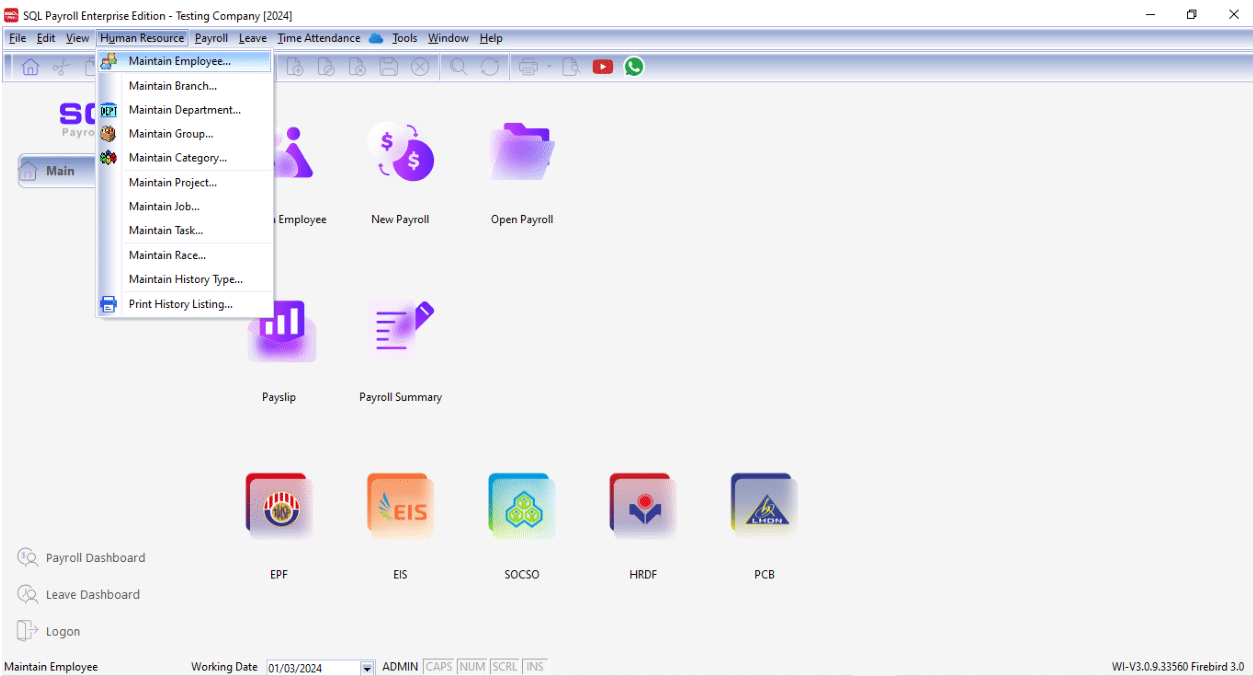 SQL Payroll Enterprise Edition - Testing Company [2024]
File Edit View Human Resource Payroll Leave Time Attendance Tools Window Help
Maintain Employee...
Maintain Branch...
DEPT Maintain Department...
Maintain Group...
Maintain Category...
Maintain Project...
Maintain Job...
Maintain Task...
Maintain Race...
Maintain History Type...
Print History Listing...
Main
Employee
New Payroll
Open Payroll
Payslip
Payroll Summary
EIS
LHDN
EPF
EIS
SOCSO
HRDF
PCB
Payroll Dashboard
Leave Dashboard
Logon
Maintain Employee Working Date 01/03/2024 ADMIN CAPS NUM SCRL INS WI-V3.0.9.33560 Firebird 3.0